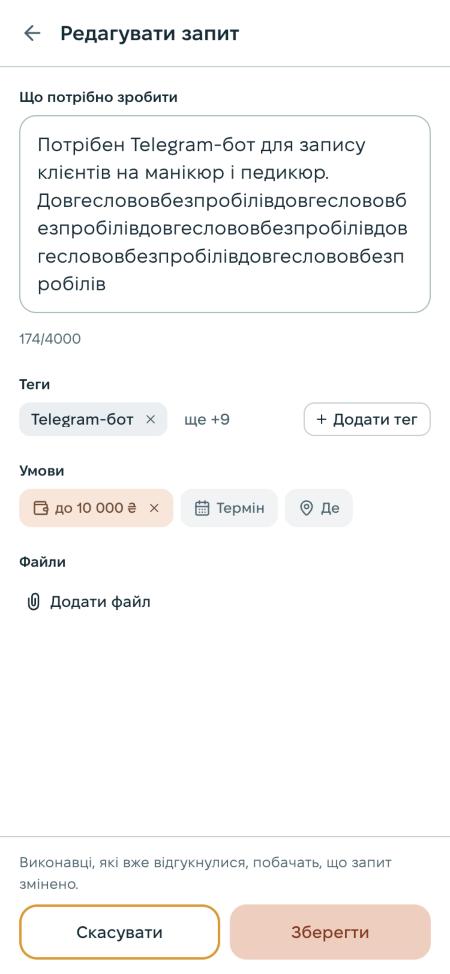 Редагувати запит
Що потрібно зробити
Потрібен Telegram-бот для запису
клієнтів на манікюр і педикюр.
Довгеслововбезпробілівдовгеслововб
езпробілівдовгеслововбезпробілівдов
геслововбезпробілівдовгеслововбезп
робілів
174/4000
Теги
Telegram-бот ×
ще +9
+ Додати тег
Умови
до 10 000 ₴ ×
Термін
Де
Файли
Додати файл
Виконавці, які вже відгукнулися, побачать, що запит
змінено.
Скасувати
Зберегти